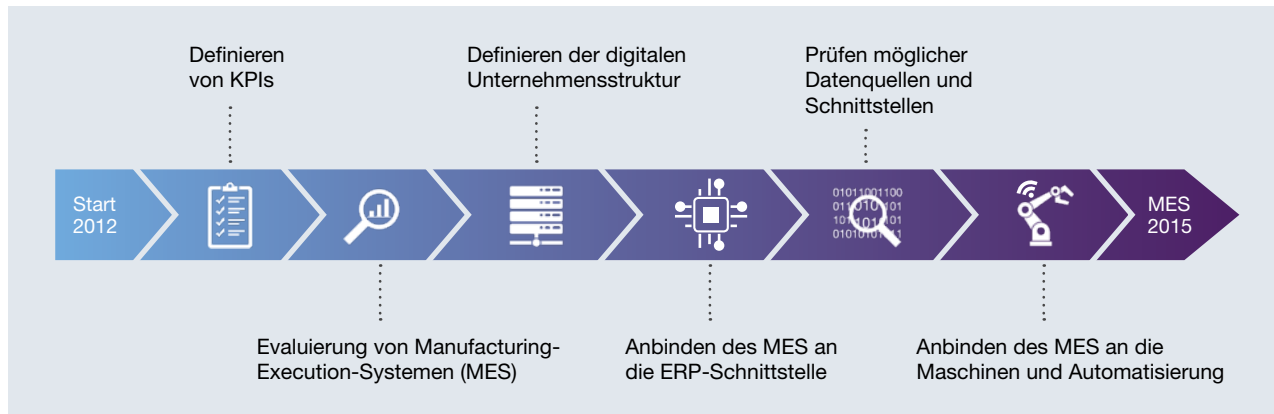 Definieren
von KPIs
Definieren der digitalen
Unternehmensstruktur
Prüfen möglicher
Datenquellen und
Schnittstellen
Start
2012
01011001100
MES
2015
Evaluierung von Manufacturing-
Execution-Systemen (MES)
Anbinden des MES an
die ERP-Schnittstelle
Anbinden des MES an die
Maschinen und Automatisierung